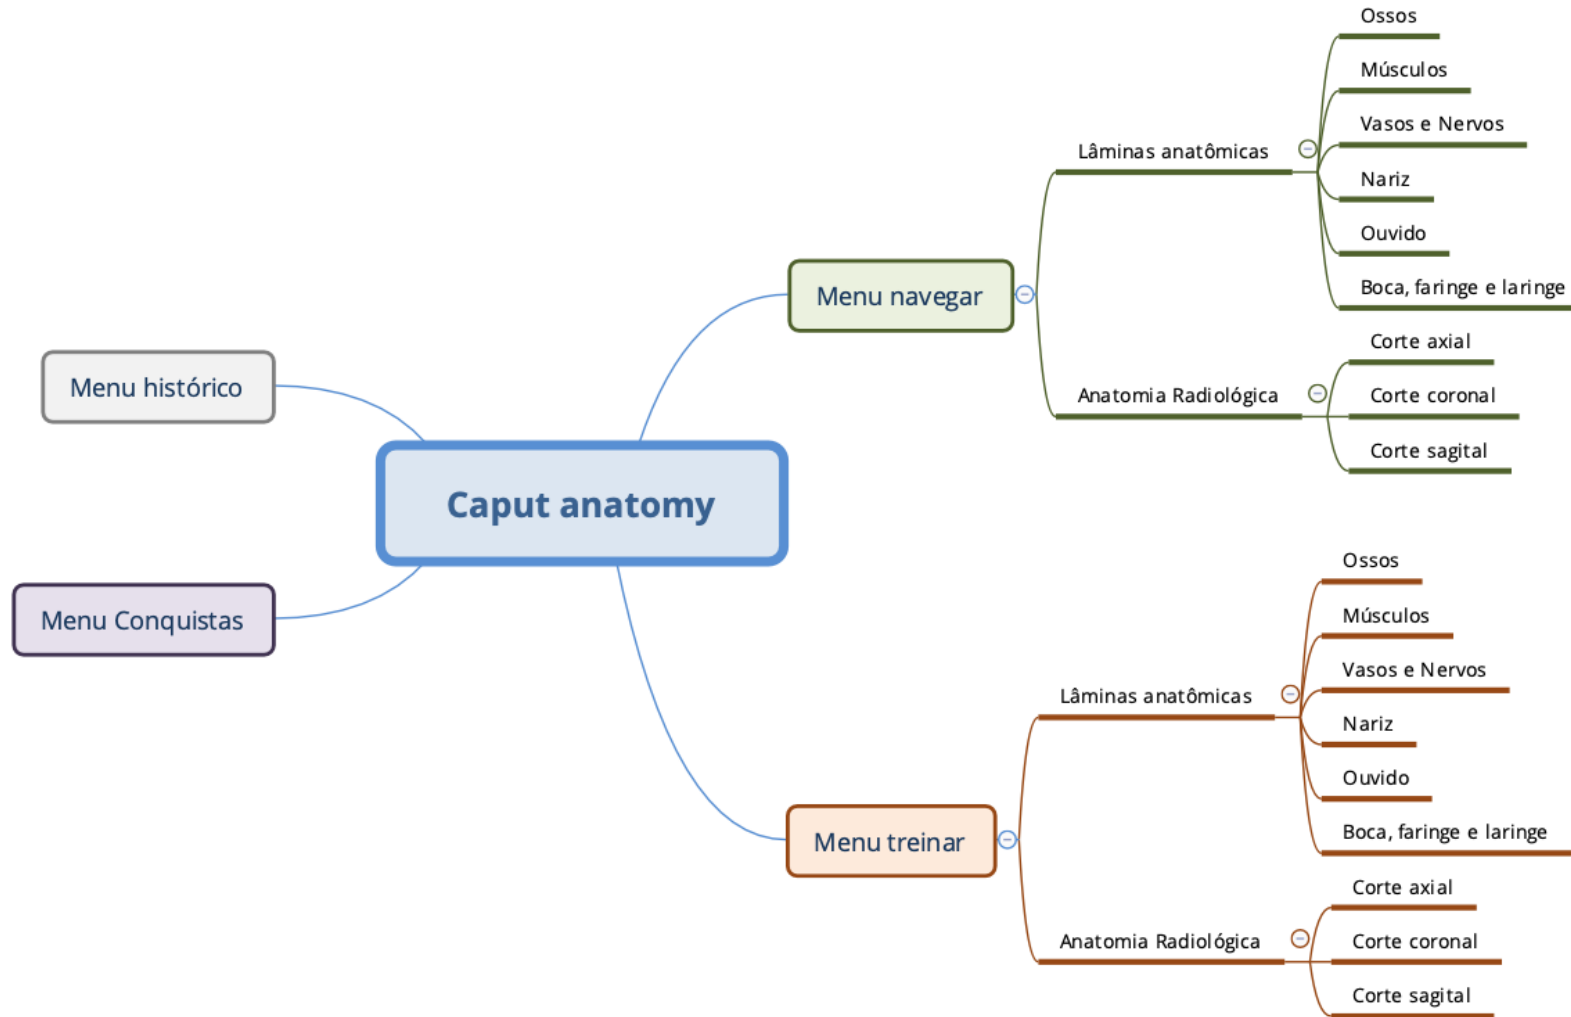 Caput anatomy
Menu histórico
Menu Conquistas
Menu navegar
Lâminas anatômicas
Ossos
Músculos
Vasos e Nervos
Nariz
Ouvido
Boca, faringe e laringe
Anatomia Radiológica
Corte axial
Corte coronal
Corte sagital
Menu treinar
Lâminas anatômicas
Ossos
Músculos
Vasos e Nervos
Nariz
Ouvido
Boca, faringe e laringe
Anatomia Radiológica
Corte axial
Corte coronal
Corte sagital